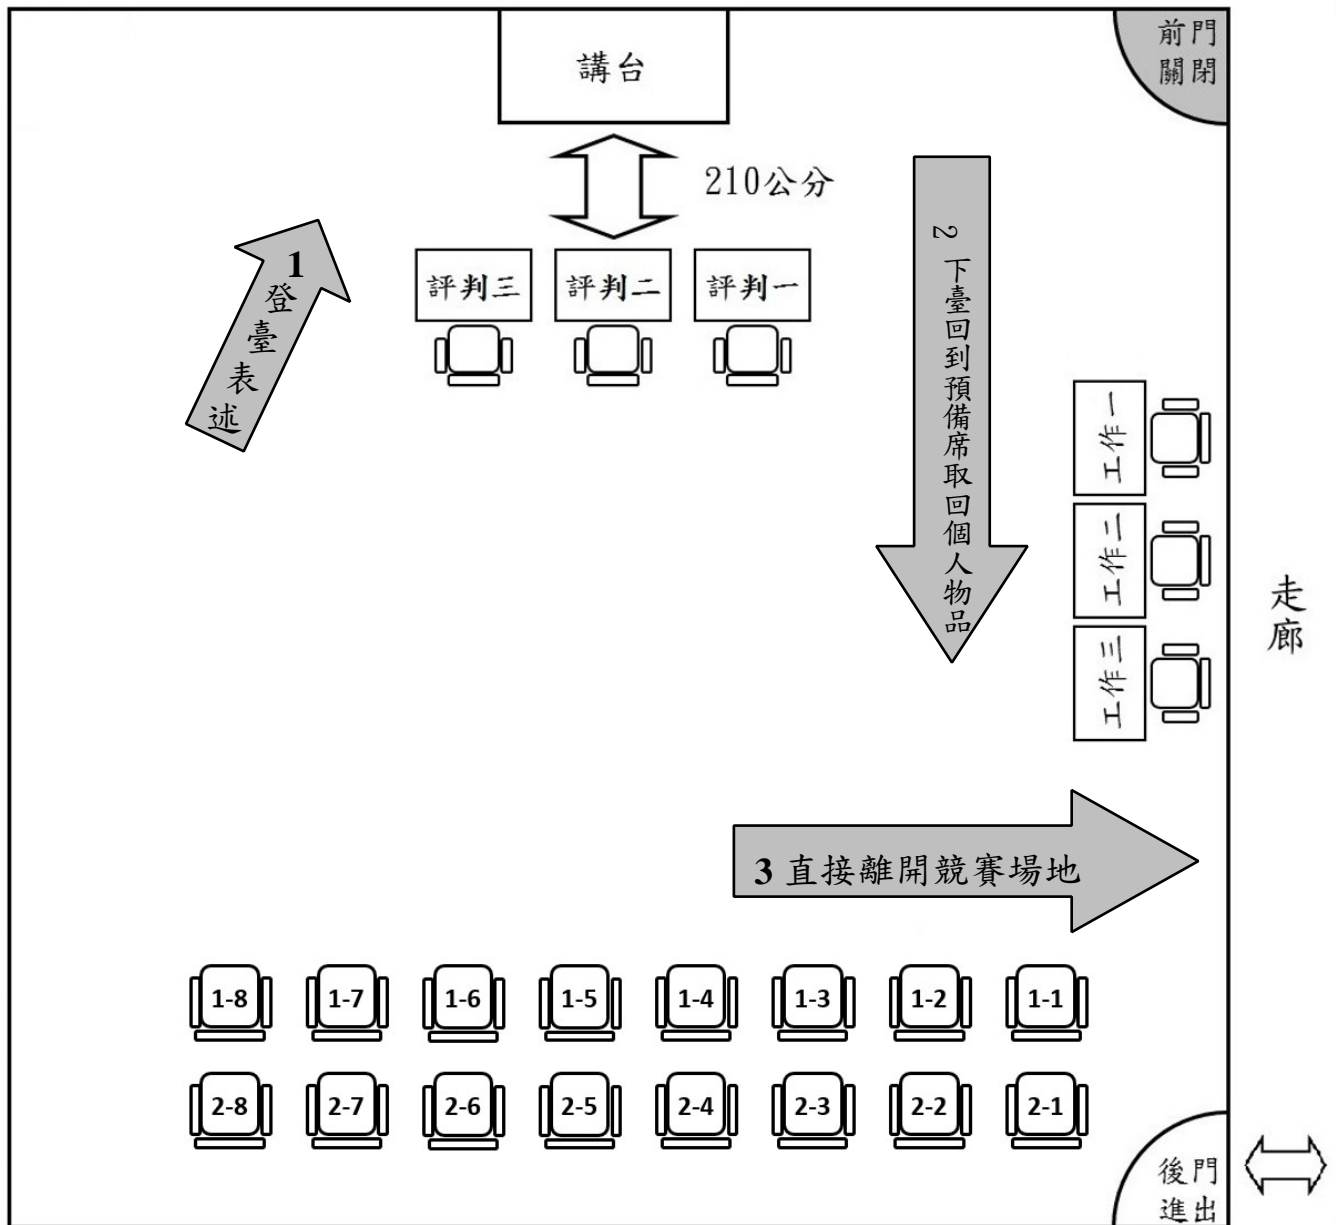 講台
前門
關閉
210公分
評判三
評判二
評判一
1登臺表述
2下臺回到預備席取回個人物品
工作一
工作二
工作三
走廊
3 直接離開競賽場地
1-8
1-7
1-6
1-5
1-4
1-3
1-2
1-1
2-8
2-7
2-6
2-5
2-4
2-3
2-2
2-1
後門
進出